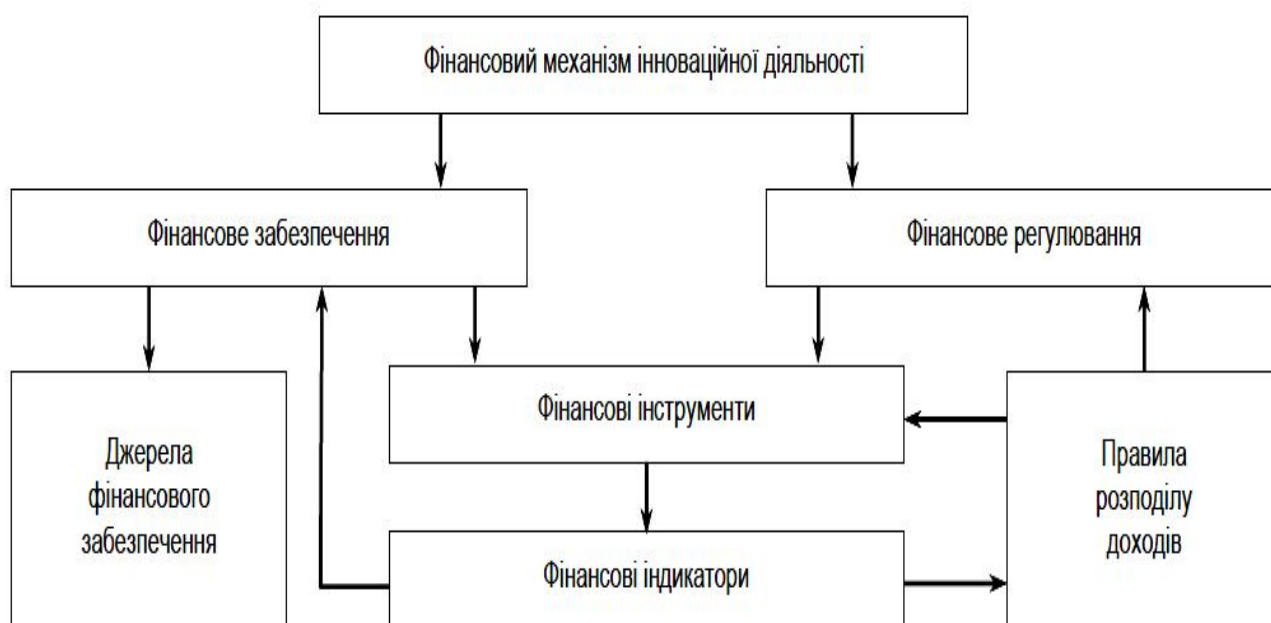 Фінансовий механізм інноваційної діяльності
Фінансове забезпечення
Фінансове регулювання
Джерела
фінансового
забезпечення
Фінансові інструменти
Фінансові індикатори
Правила
розподілу
доходів